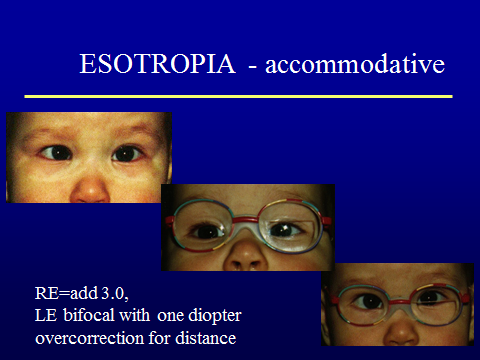 ESOTROPIA - accommodative
RE=add 3.0,
LE bifocal with one diopter
overcorrection for distance